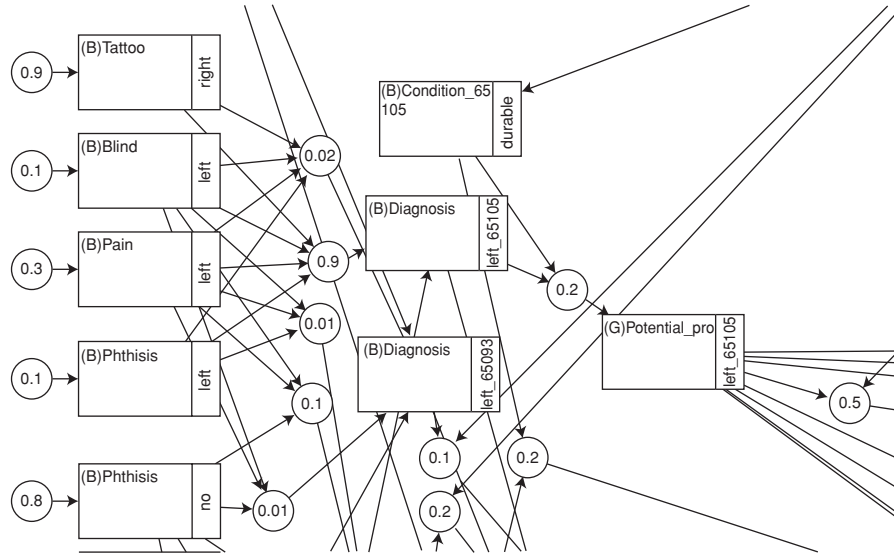 0.9
(B)Tattoo
right
0.1
(B)Blind
left
0.02
(B)Condition_65
105
durable
0.3
(B)Pain
left
0.9
(B)Diagnosis
left_65105
0.2
0.01
0.1
(B)Phthisis
left
(B)Diagnosis
left_65093
(G)Potential_pro
left_65105
0.5
0.1
0.1
0.2
0.8
(B)Phthisis
no
0.01
0.2